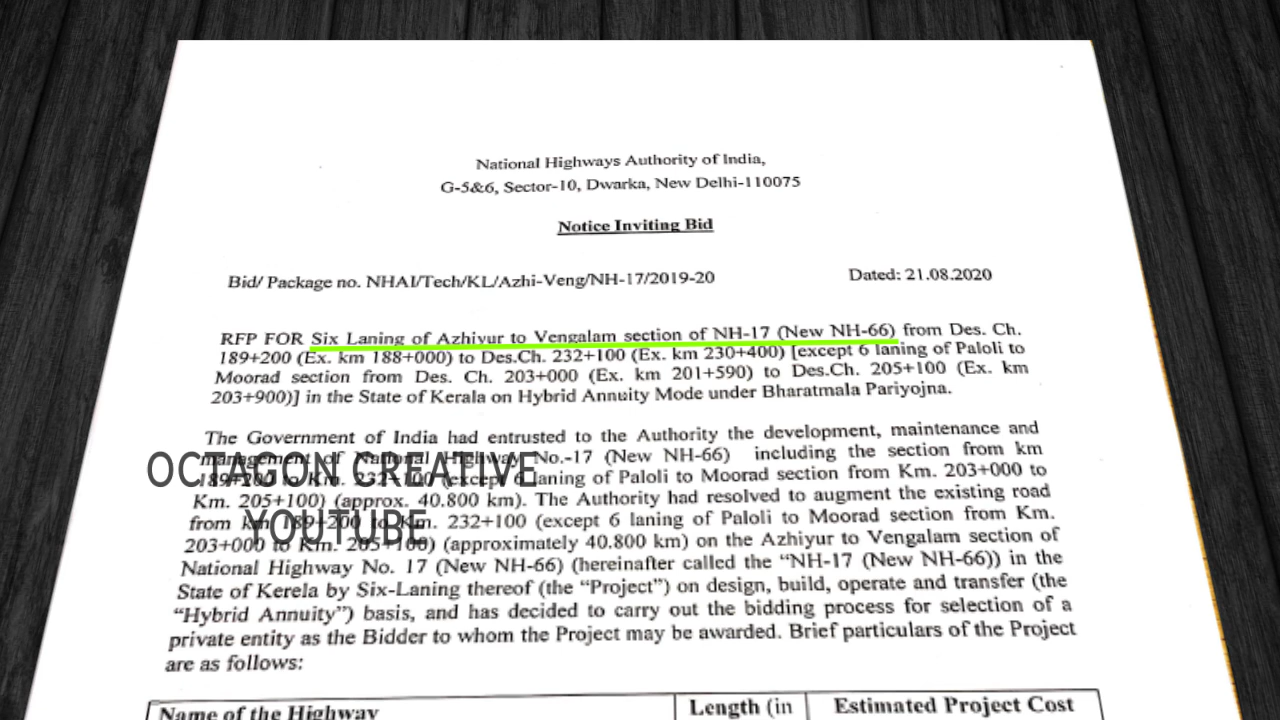 National Highways Authority of India,
G-5&6, Sector-10, Dwarka, New Delhi-110075
Notice Inviting Bid
Bid/ Package no. NHAI/Tech/KL/Azhi-Veng/NH-17/2019-20 Dated: 21.08.2020
RFP FOR Six Laning of Azhiyur to Vengalam section of NH-17 (New NH-66) from Des. Ch.
189+200 (Ex. km 188+000) to Des.Ch. 232+100 (Ex. km 230+400) [except 6 laning of Paloli to
Moorad section from Des. Ch. 203+000 (Ex. km 201+590) to Des.Ch. 205+100 (Ex. km
203+900)] in the State of Kerala on Hybrid Annuity Mode under Bharatmala Pariyojna.
The Government of India had entrusted to the Authority the development, maintenance and
management of National Highway No.-17 (New NH-66) including the section from km
189+200 to Km. 232+100 (except 6 laning of Paloli to Moorad section from Km. 203+000 to
Km. 205+100) (approx. 40.800 km). The Authority had resolved to augment the existing road
from km 189+200 to Km. 232+100 (except 6 laning of Paloli to Moorad section from Km.
203+000 to Km. 205+100) (approximately 40.800 km) on the Azhiyur to Vengalam section of
National Highway No. 17 (New NH-66) (hereinafter called the “NH-17 (New NH-66)) in the
State of Kerela by Six-Laning thereof (the “Project”) on design, build, operate and transfer (the
“Hybrid Annuity”) basis, and has decided to carry out the bidding process for selection of a
private entity as the Bidder to whom the Project may be awarded. Brief particulars of the Project
are as follows:
Name of the Highway Length (in Estimated Project Cost
OCTAGON CREATIVE
YOUTUBE